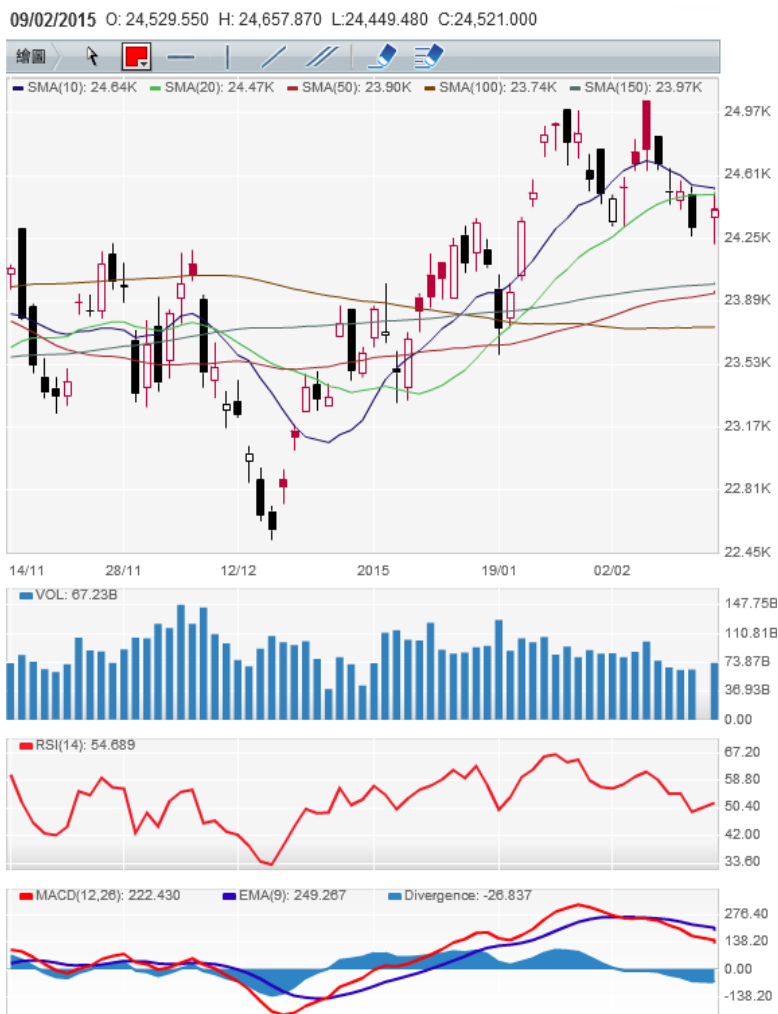 09/02/2015 O: 24,529.550 H: 24,657.870 L:24,449.480 C:24,521.000
繪圖
SMA(10): 24.64K SMA(20): 24.47K SMA(50): 23.90K SMA(100): 23.74K SMA(150): 23.97K
24.97K
24.61K
24.25K
23.89K
23.53K
23.17K
22.81K
22.45K
14/11 28/11 12/12 2015 19/01 02/02
VOL: 67.23B
147.75B
110.81B
73.87B
36.93B
0.00
RSI(14): 54.689
67.20
58.80
50.40
42.00
33.60
MACD(12,26): 222.430 EMA(9): 249.267 Divergence: -26.837
276.40
138.20
0.00
-138.20